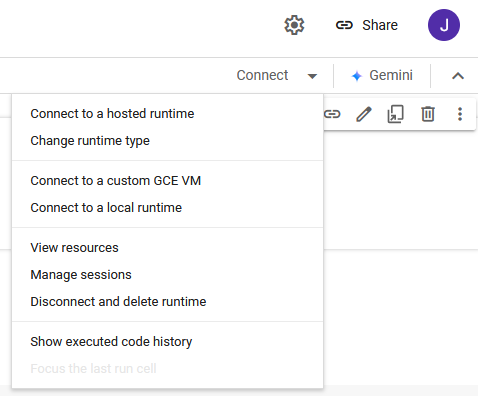 Share
J
Connect
Gemini
Connect to a hosted runtime
Change runtime type
Connect to a custom GCE VM
Connect to a local runtime
View resources
Manage sessions
Disconnect and delete runtime
Show executed code history
Focus the last run cell